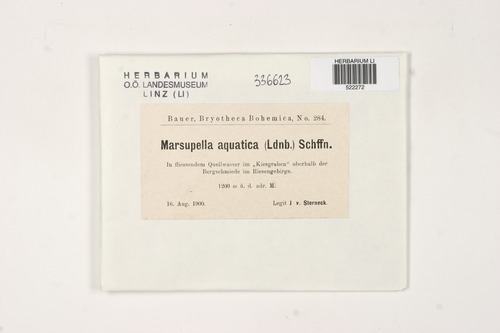 HERBARIUM
O.Ö. LANDESMUSEUM
LINZ (LI)
336623
HERBARIUM LI
522272
Bauer, Bryotheca Bohemica, No. 284.
Marsupella aquatica (Ldnb.) Schffn.
In fliessendem Quellwasser im „Kiesgraben“ oberhalb der
Bergschmiede im Riesengebirge.
1200 m ü. d. adr. M.
16. Aug. 1900.
Legit J v. Sterneck.